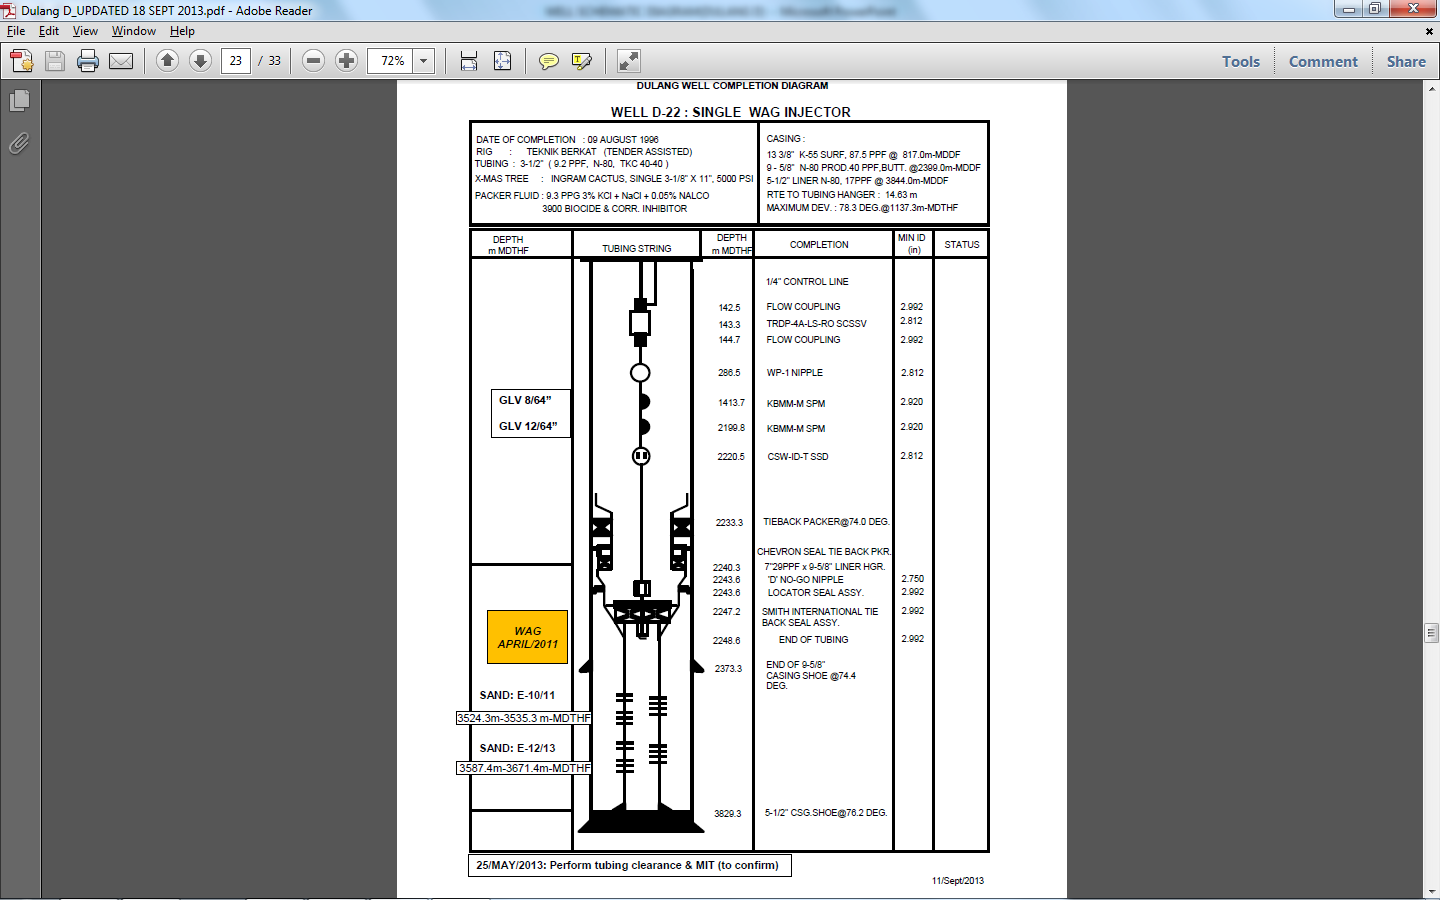 Dulang D_UPDATED 18 SEPT 2013.pdf - Adobe Reader
File Edit View Window Help
23 / 33 72% Tools Comment Share
DULANG WELL COMPLETION DIAGRAM
WELL D-22 : SINGLE WAG INJECTOR
DATE OF COMPLETION : 09 AUGUST 1996
RIG : TEKNIK BERKAT (TENDER ASSISTED)
TUBING : 3-1/2" ( 9.2 PPF, N-80, TKC 40-40 )
X-MAS TREE : INGRAM CACTUS, SINGLE 3-1/8" X 11", 5000 PSI
PACKER FLUID : 9.3 PPG 3% KCl + NaCl + 0.05% NALCO
3900 BIOCIDE & CORR. INHIBITOR
CASING :
13 3/8" K-55 SURF, 87.5 PPF @ 817.0m-MDDF
9 - 5/8" N-80 PROD.40 PPF,BUTT. @2399.0m-MDDF
5-1/2" LINER N-80, 17PPF @ 3844.0m-MDDF
RTE TO TUBING HANGER : 14.63 m
MAXIMUM DEV. : 78.3 DEG.@1137.3m-MDTHF
DEPTH
m MDTHF
TUBING STRING
DEPTH
m MDTHF
COMPLETION
MIN ID
(in)
STATUS
1/4" CONTROL LINE
142.5 FLOW COUPLING 2.992
143.3 TRDP-4A-LS-RO SCSSV 2.812
144.7 FLOW COUPLING 2.992
286.5 WP-1 NIPPLE 2.812
GLV 8/64”
1413.7 KBMM-M SPM 2.920
GLV 12/64”
2199.8 KBMM-M SPM 2.920
2220.5 CSW-ID-T SSD 2.812
2233.3 TIEBACK PACKER@74.0 DEG.
CHEVRON SEAL TIE BACK PKR.
2240.3 7"29PPF x 9-5/8" LINER HGR.
2243.6 'D' NO-GO NIPPLE 2.750
2243.6 LOCATOR SEAL ASSY. 2.992
2247.2 SMITH INTERNATIONAL TIE 2.992
BACK SEAL ASSY.
WAG
APRIL/2011
2248.6 END OF TUBING 2.992
2373.3 END OF 9-5/8"
CASING SHOE @74.4
DEG.
SAND: E-10/11
3524.3m-3535.3 m-MDTHF
SAND: E-12/13
3587.4m-3671.4m-MDTHF
3829.3 5-1/2" CSG.SHOE@76.2 DEG.
25/MAY/2013: Perform tubing clearance & MIT (to confirm)
11/Sept/2013